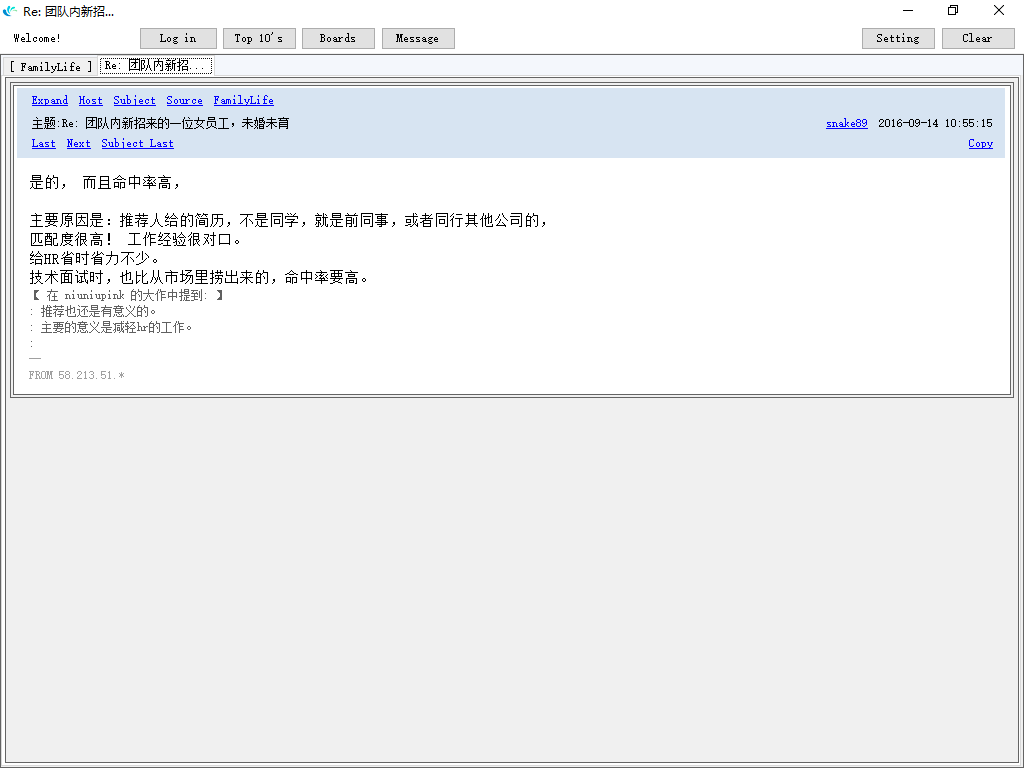 Re: 团队内新招...
Welcome!
Log in
Top 10's
Boards
Message
Setting
Clear
[ FamilyLife ]
Re: 团队内新招...
Expand Host Subject Source FamilyLife
主题:Re: 团队内新招来的一位女员工，未婚未育
snake89 2016-09-14 10:55:15
Last Next Subject Last
Copy
是的， 而且命中率高，
主要原因是：推荐人给的简历，不是同学，就是前同事，或者同行其他公司的，
匹配度很高！ 工作经验很对口。
给HR省时省力不少。
技术面试时，也比从市场里捞出来的，命中率要高。
【 在 niuniupink 的大作中提到: 】
: 推荐也还是有意义的。
: 主要的意义是减轻hr的工作。
:
—
FROM 58.213.51.*